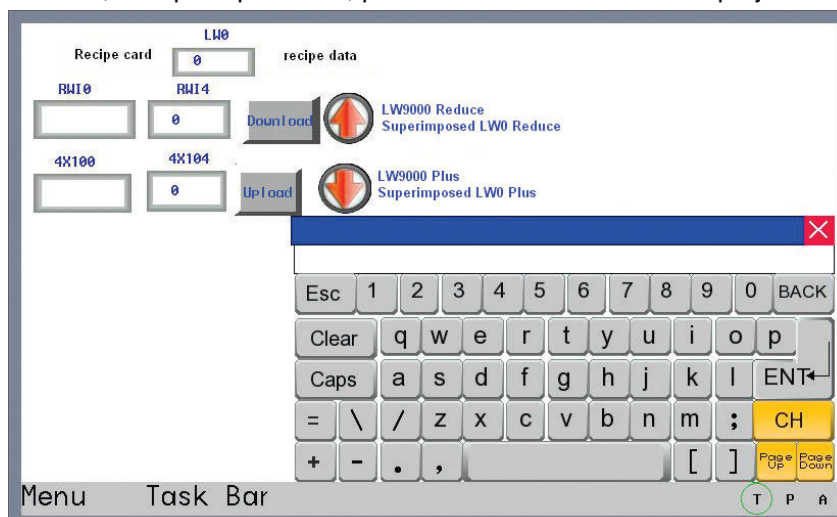 LW0
Recipe card 0 recipe data
RWI0 RWI4
0 Download LW9000 Reduce
Superimposed LW0 Reduce
4X100 4X104
0 Upload LW9000 Plus
Superimposed LW0 Plus
Esc 1 2 3 4 5 6 7 8 9 0 BACK
Clear q w e r t y u i o p
Caps a s d f g h j k l ENT
= \ / z x c v b n m ; CH
+ - . , [ ] Page Up Page Down
Menu Task Bar T P A